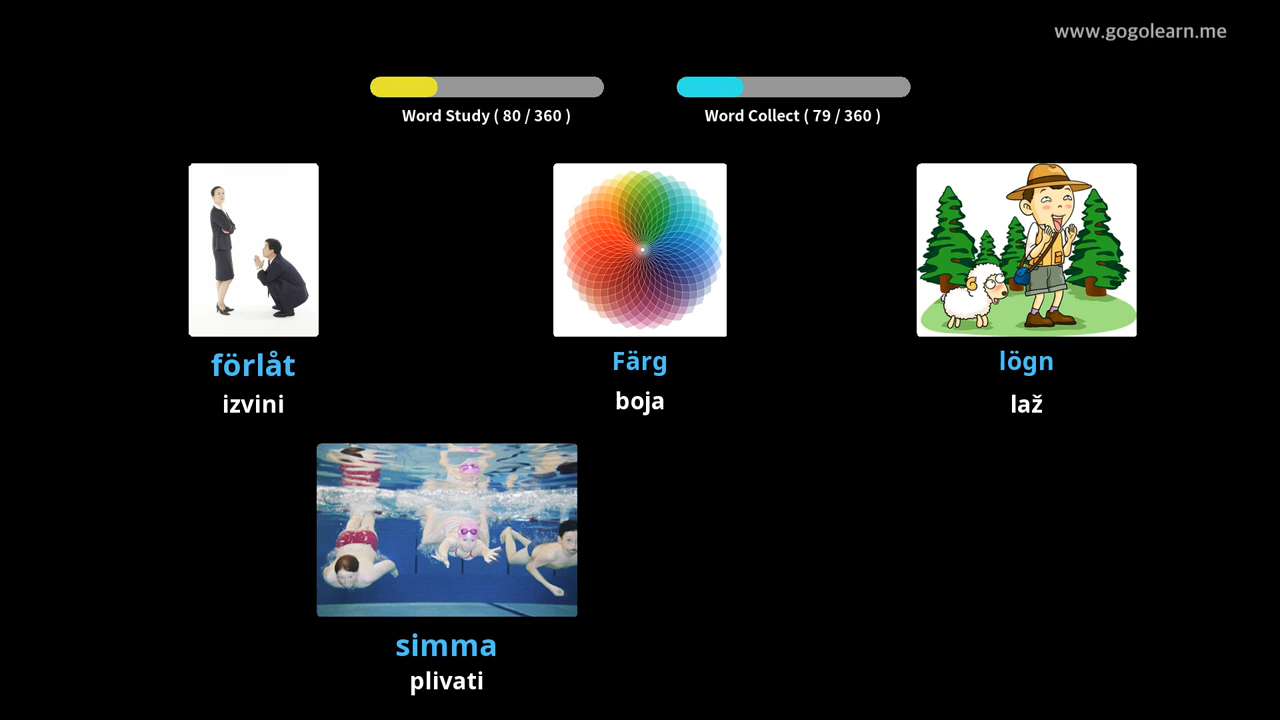 www.gogolearn.me
Word Study ( 80 / 360 )
Word Collect ( 79 / 360 )
förlåt
izvini
Färg
boja
lögn
laž
simma
plivati